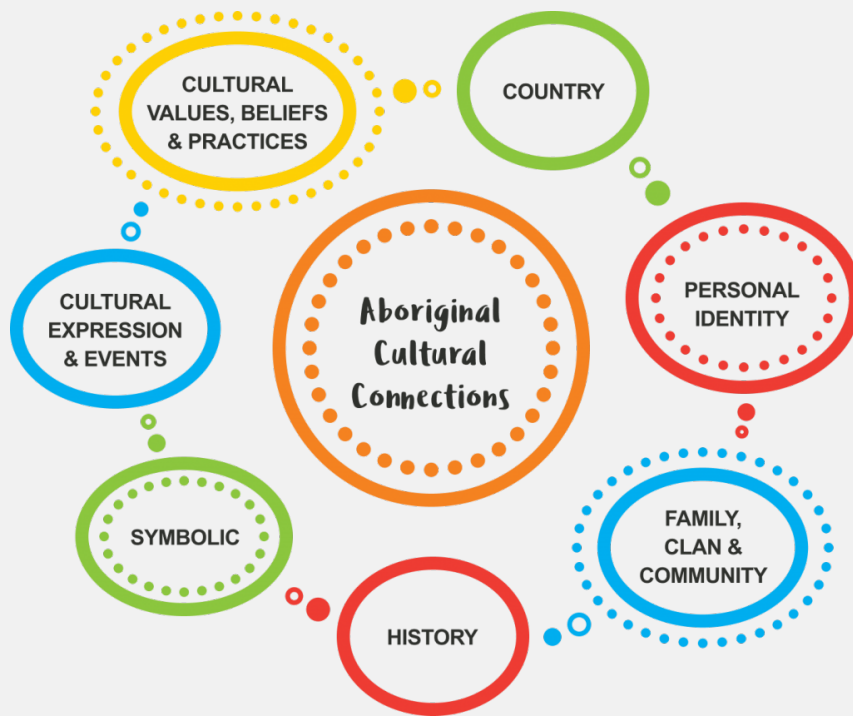 CULTURAL
VALUES, BELIEFS
& PRACTICES
COUNTRY
PERSONAL
IDENTITY
FAMILY,
CLAN &
COMMUNITY
HISTORY
SYMBOLIC
CULTURAL
EXPRESSION
& EVENTS
Aboriginal
Cultural
Connections